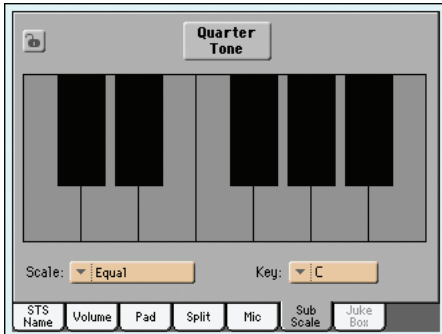 Quarter
Tone
Scale: Equal Key: C
STS Name Volume Pad Split Mic Sub Scale Juke Box